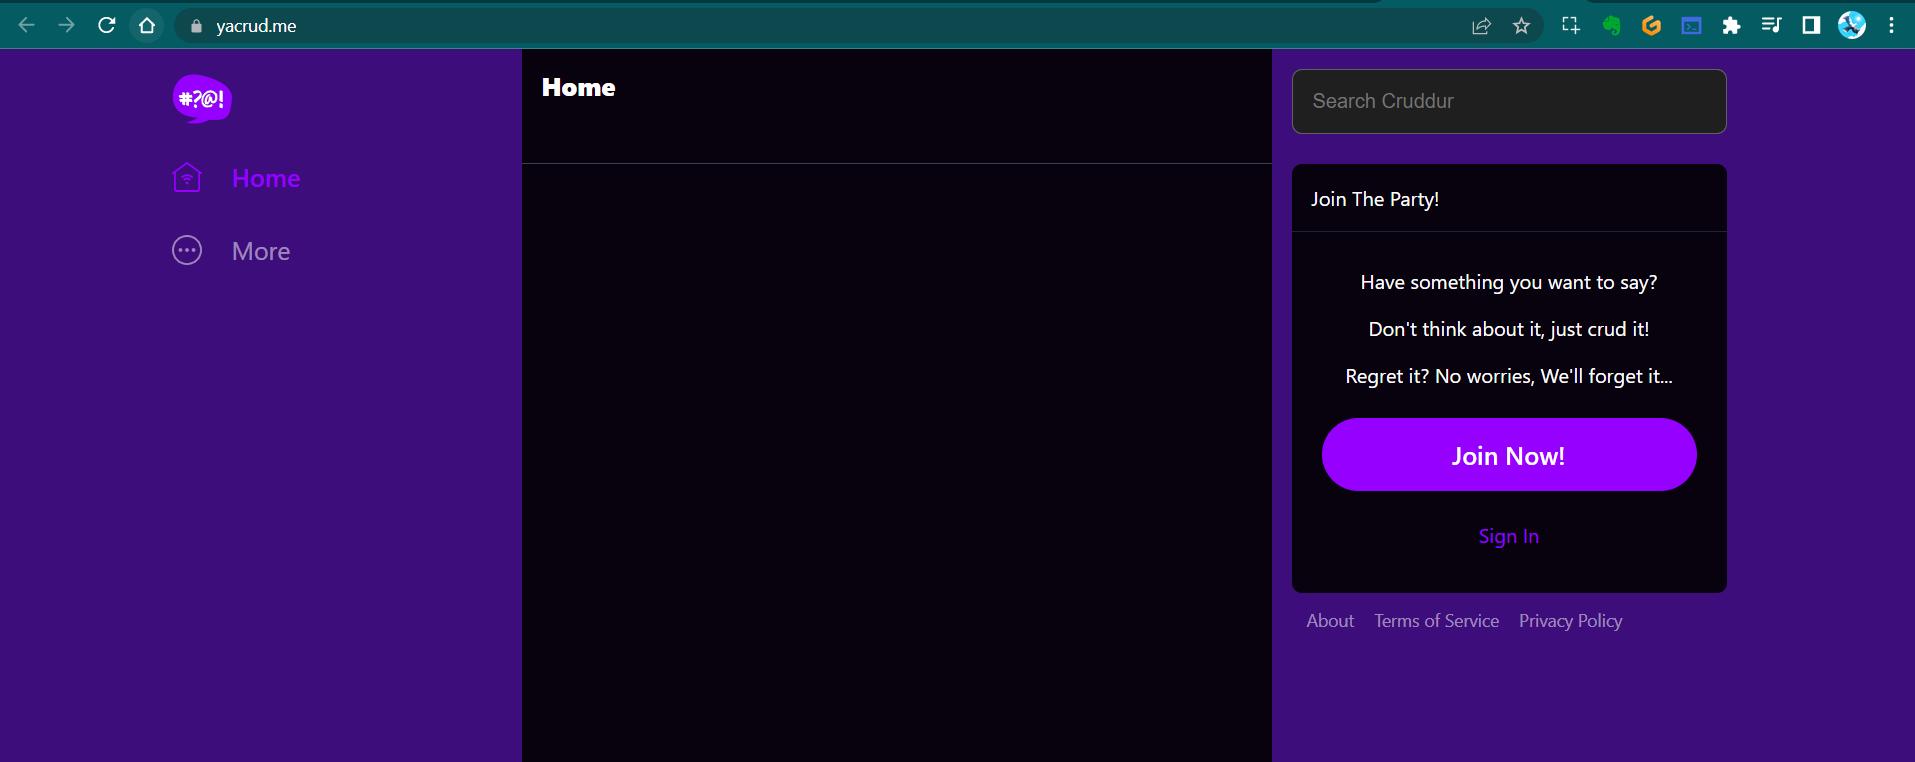 yacrud.me
#?@!
Home
More
Home
Search Cruddur
Join The Party!
Have something you want to say?
Don't think about it, just crud it!
Regret it? No worries, We'll forget it...
Join Now!
Sign In
About Terms of Service Privacy Policy